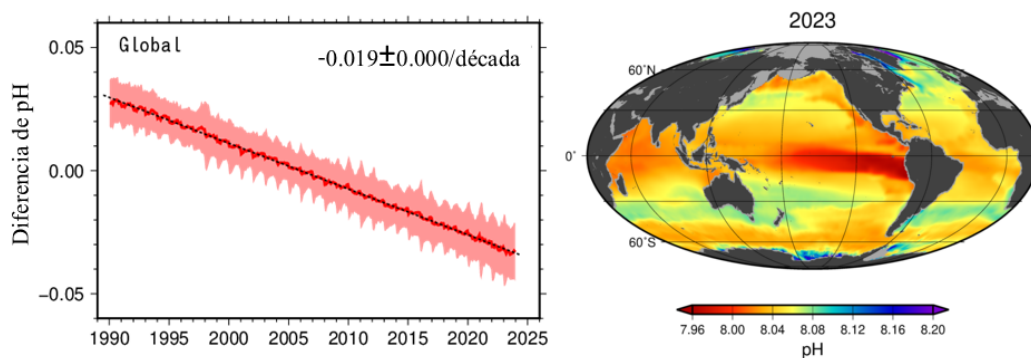 0.05
0.00
−0.05
Diferencia de pH
Global
-0.019±0.000/década
1990 1995 2000 2005 2010 2015 2020 2025
2023
60°N
0°
60°S
7.96 8.00 8.04 8.08 8.12 8.16 8.20
pH